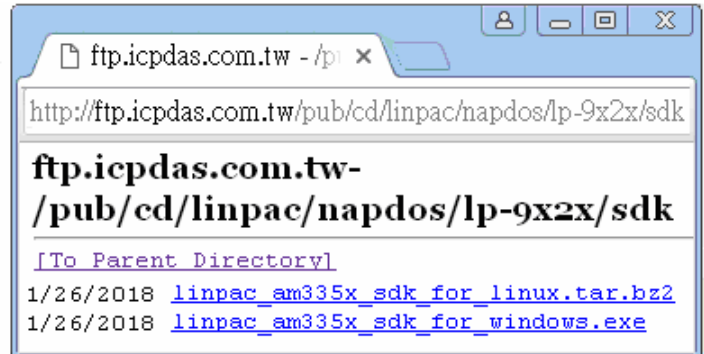 ftp.icpdas.com.tw - /p
http://ftp.icpdas.com.tw/pub/cd/linpac/napdos/lp-9x2x/sdk
ftp.icpdas.com.tw-
/pub/cd/linpac/napdos/lp-9x2x/sdk
[To Parent Directory]
1/26/2018 linpac_am335x_sdk_for_linux.tar.bz2
1/26/2018 linpac_am335x_sdk_for_windows.exe